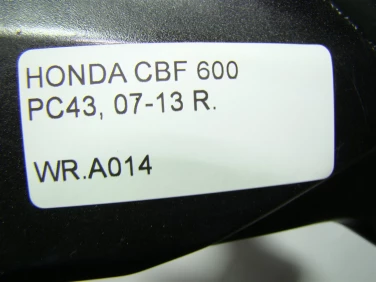 HONDA CBF 600
PC43, 07-13 R.
WR.A014